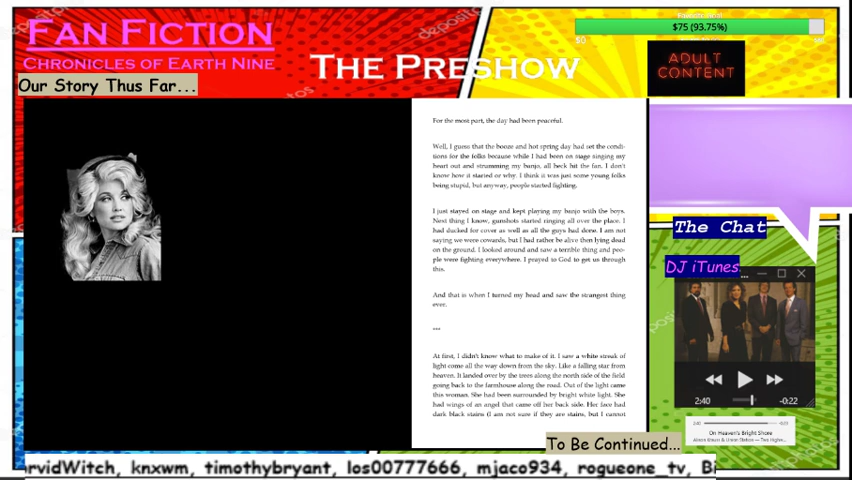 FAN FICTION
CHRONICLES OF EARTH NINE
Our Story Thus Far...
THE PRESHOW
$75 (93.75%)
$0
ADULT
CONTENT
For the most part, the day had been peaceful.
Well, I guess that the booze and hot spring day had set the condi-
tions for the folks because while I had been on stage singing my
heart out and strumming my banjo, all heck hit the fan. I don't
know how it started or why. I think it was just some young folks
being stupid, but anyway, people started fighting.
I just stayed on stage and kept playing my banjo with the boys.
Next thing I know, gunshots started ringing all over the place. I
had ducked for cover as well as all the guys had done. I am not
saying we were cowards, but I had rather be alive then lying dead
on the ground. I looked around and saw a terrible thing and peo-
ple were fighting everywhere. I prayed to God to get us through
this.
And that is when I turned my head and saw the strangest thing
ever.
***
At first, I didn't know what to make of it. I saw a white streak of
light come all the way down from the sky. Like a falling star from
heaven. It landed over by the trees along the north side of the field
going back to the farmhouse along the road. Out of the light came
this woman. She had been surrounded by bright white light. She
had wings of an angel that came off her back side. Her face had
dark black stains (I am not sure if they are stains, but I cannot
To Be Continued...
The Chat
DJ iTunes
2:40
-0:22
On Heaven's Bright Shore
Alison Krauss & Union Station — Two Highw...
arvidWitch, knxwm, timothybryant, los00777666, mjaco934, rogueone_tv, B